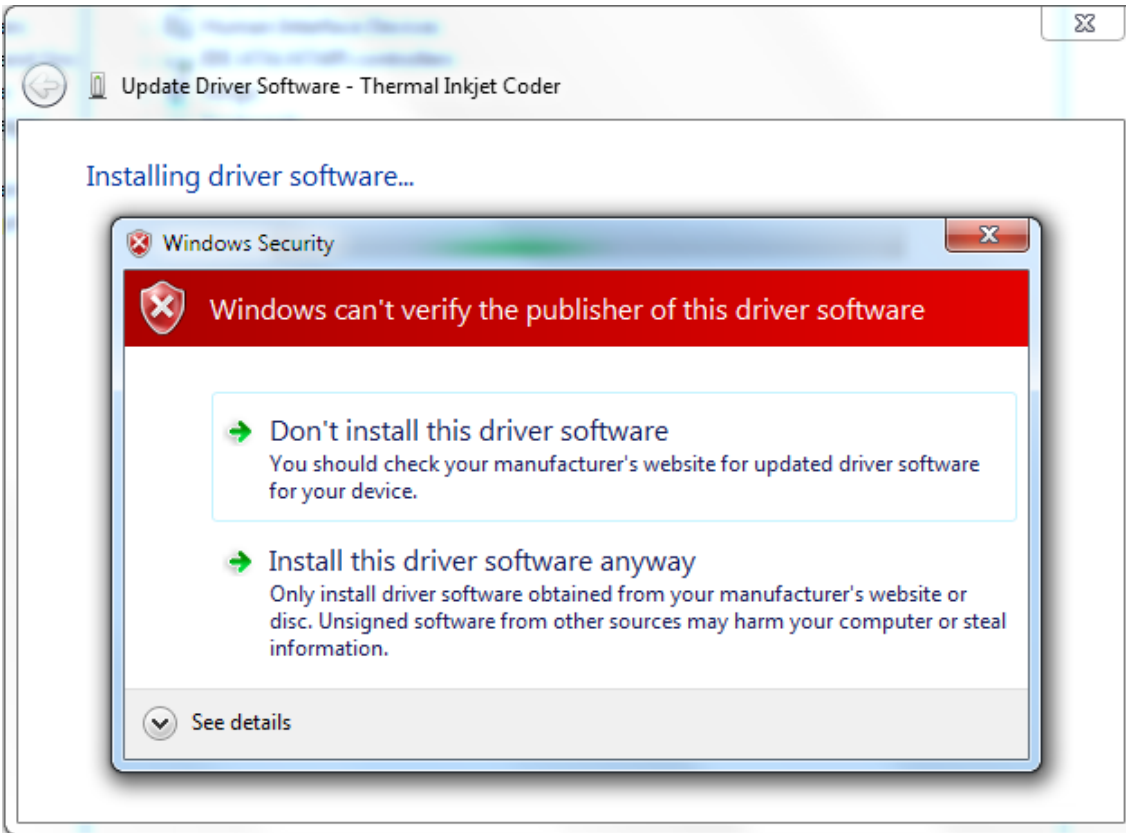 Update Driver Software - Thermal Inkjet Coder
Installing driver software...
Windows Security
Windows can't verify the publisher of this driver software
Don't install this driver software
You should check your manufacturer's website for updated driver software
for your device.
Install this driver software anyway
Only install driver software obtained from your manufacturer's website or
disc. Unsigned software from other sources may harm your computer or steal
information.
See details